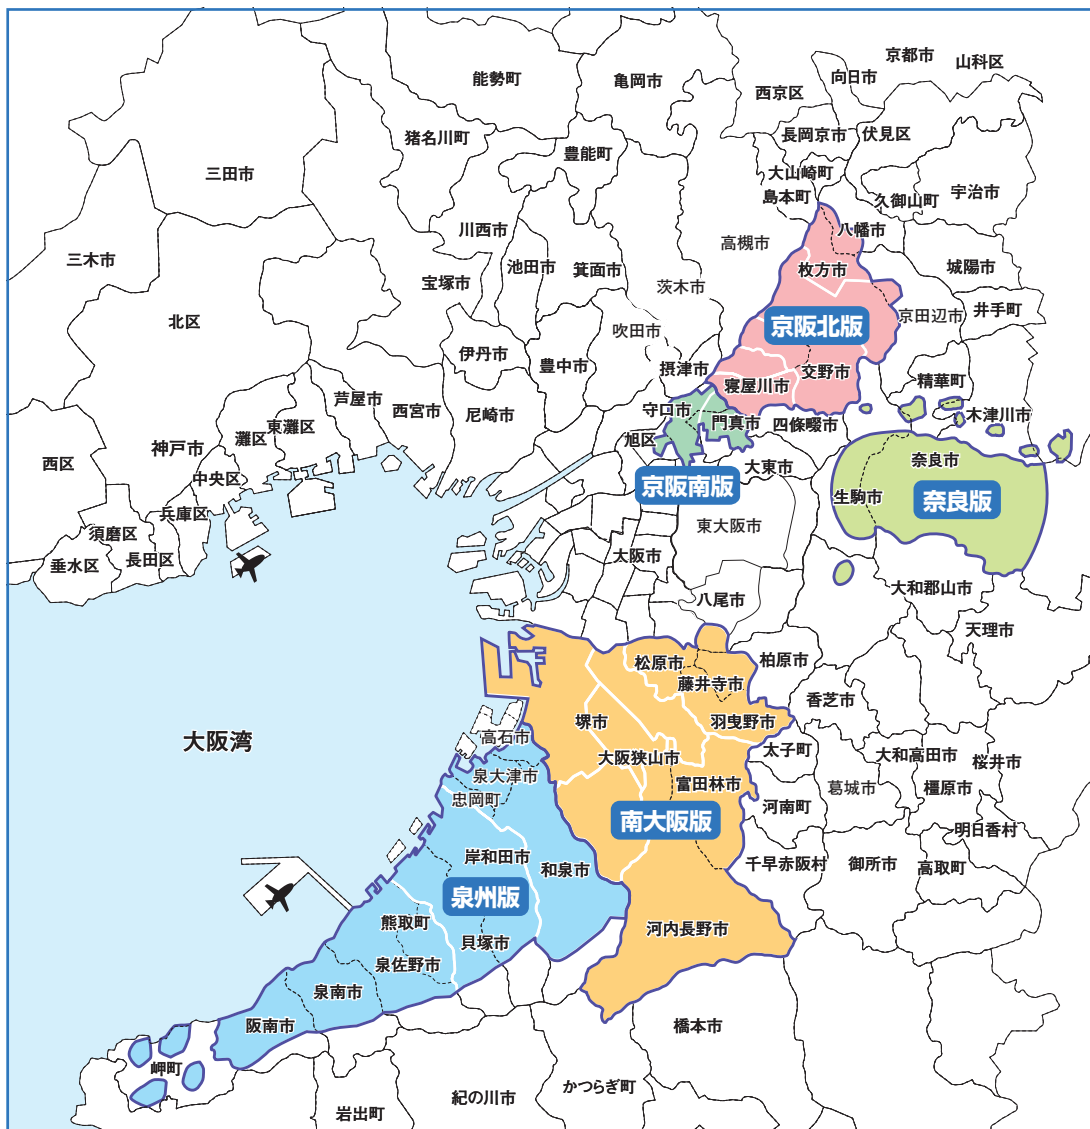 能勢町
亀岡市
京都市
山科区
向日市
西京区
猪名川町
長岡京市
伏見区
豊能町
三田市
大山崎町
島本町
久御山町
宇治市
川西市
高槻市
八幡市
三木市
池田市
箕面市
枚方市
城陽市
宝塚市
茨木市
北区
吹田市
京阪北版
京田辺市
井手町
伊丹市
豊中市
摂津市
寝屋川市
交野市
精華町
芦屋市
西宮市
尼崎市
守口市
門真市
四條畷市
木津川市
東灘区
灘区
旭区
神戸市
西区
中央区
大東市
奈良市
京阪南版
生駒市
奈良版
兵庫区
須磨区
東大阪市
長田区
垂水区
大阪市
大和郡山市
八尾市
天理市
松原市
柏原市
藤井寺市
香芝市
堺市
羽曳野市
大阪湾
高石市
太子町
大阪狭山市
大和高田市
桜井市
泉大津市
富田林市
葛城市
橿原市
忠岡町
河南町
南大阪版
明日香村
岸和田市
和泉市
千早赤阪村
御所市
高取町
泉州版
熊取町
河内長野市
貝塚市
泉佐野市
泉南市
阪南市
橋本市
岬町
かつらぎ町
紀の川市
岩出町